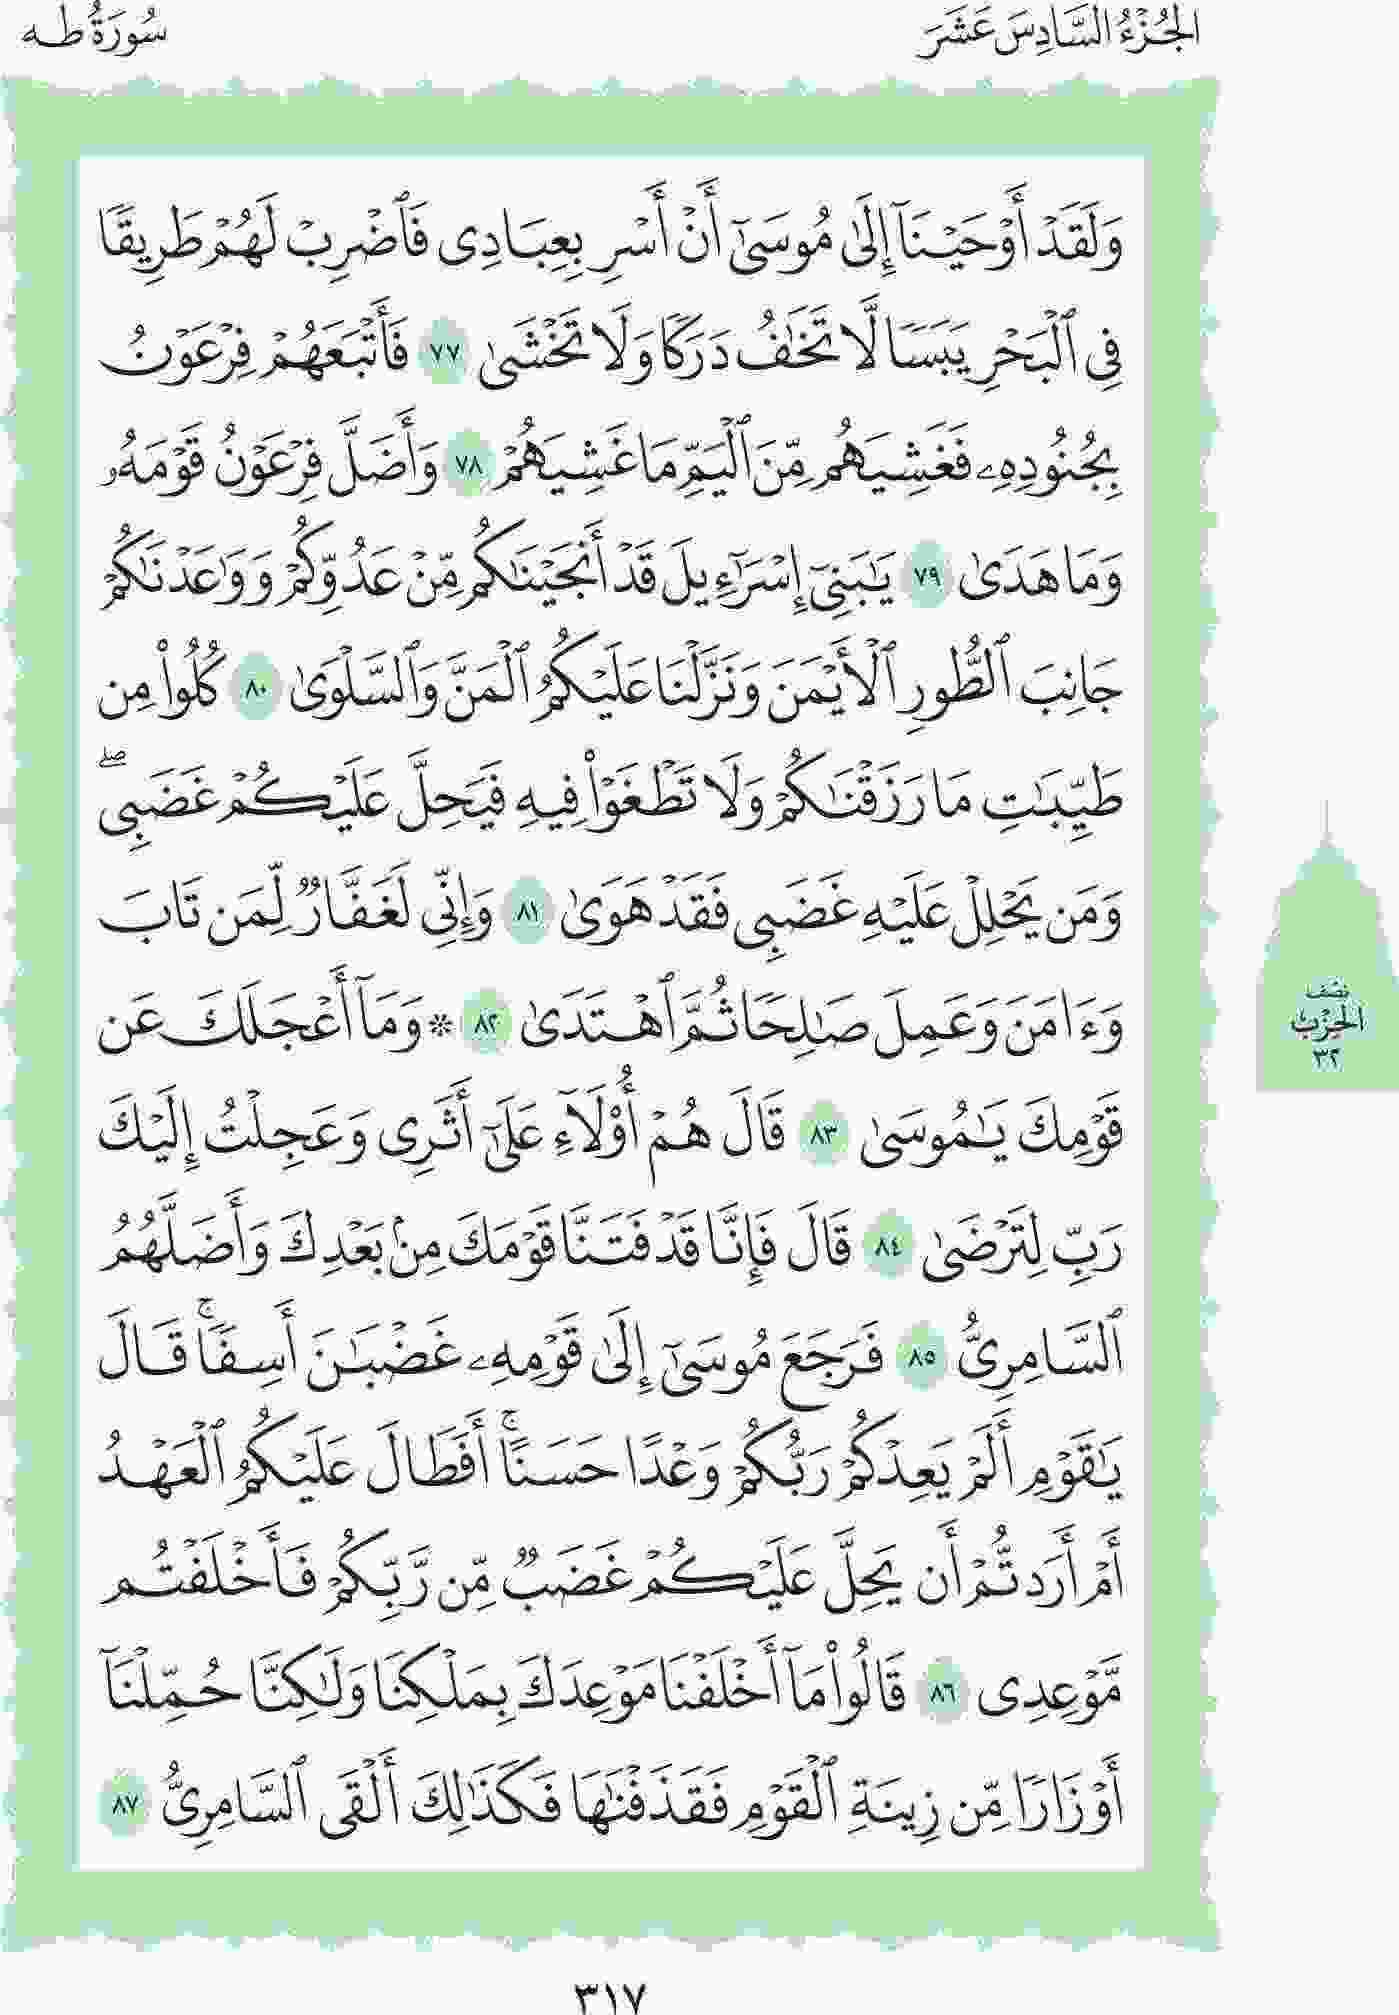 الجُزْءُ السَّادِسَ عَشَرَ
سُورَةُ طه
وَلَقَدْ أَوْحَيْنَآ إِلَىٰ مُوسَىٰٓ أَنْ أَسْرِ بِعِبَادِى فَٱضْرِبْ لَهُمْ طَرِيقًا
فِى ٱلْبَحْرِ يَبَسًا لَّا تَخَٰفُ دَرَكًا وَلَا تَخْشَىٰ ٧٧ فَأَتْبَعَهُمْ فِرْعَوْنُ
بِجُنُودِهِۦ فَغَشِيَهُم مِّنَ ٱلْيَمِّ مَا غَشِيَهُمْ ٧٨ وَأَضَلَّ فِرْعَوْنُ قَوْمَهُۥ
وَمَا هَدَىٰ ٧٩ يَٰبَنِىٓ إِسْرَٰٓءِيلَ قَدْ أَنجَيْنَٰكُم مِّنْ عَدُوِّكُمْ وَوَٰعَدْنَٰكُمْ
جَانِبَ ٱلطُّورِ ٱلْأَيْمَنَ وَنَزَّلْنَا عَلَيْكُمُ ٱلْمَنَّ وَٱلسَّلْوَىٰ ٨٠ كُلُوا۟ مِن
طَيِّبَٰتِ مَا رَزَقْنَٰكُمْ وَلَا تَطْغَوْا۟ فِيهِ فَيَحِلَّ عَلَيْكُمْ غَضَبِى ۖ
وَمَن يَحْلِلْ عَلَيْهِ غَضَبِى فَقَدْ هَوَىٰ ٨١ وَإِنِّى لَغَفَّارٌ لِّمَن تَابَ
وَءَامَنَ وَعَمِلَ صَٰلِحًا ثُمَّ ٱهْتَدَىٰ ٨٢ ۞ وَمَآ أَعْجَلَكَ عَن
قَوْمِكَ يَٰمُوسَىٰ ٨٣ قَالَ هُمْ أُو۟لَآءِ عَلَىٰٓ أَثَرِى وَعَجِلْتُ إِلَيْكَ
رَبِّ لِتَرْضَىٰ ٨٤ قَالَ فَإِنَّا قَدْ فَتَنَّا قَوْمَكَ مِنۢ بَعْدِكَ وَأَضَلَّهُمُ
ٱلسَّامِرِىُّ ٨٥ فَرَجَعَ مُوسَىٰٓ إِلَىٰ قَوْمِهِۦ غَضْبَٰنَ أَسِفًا ۚ قَالَ
يَٰقَوْمِ أَلَمْ يَعِدْكُمْ رَبُّكُمْ وَعْدًا حَسَنًا ۚ أَفَطَالَ عَلَيْكُمُ ٱلْعَهْدُ
أَمْ أَرَدتُّمْ أَن يَحِلَّ عَلَيْكُمْ غَضَبٌ مِّن رَّبِّكُمْ فَأَخْلَفْتُم
مَّوْعِدِى ٨٦ قَالُوا۟ مَآ أَخْلَفْنَا مَوْعِدَكَ بِمَلْكِنَا وَلَٰكِنَّا حُمِّلْنَآ
أَوْزَارًا مِّن زِينَةِ ٱلْقَوْمِ فَقَذَفْنَٰهَا فَكَذَٰلِكَ أَلْقَى ٱلسَّامِرِىُّ ٨٧
نصف
الحِزْبِ
٣٢
٣١٧